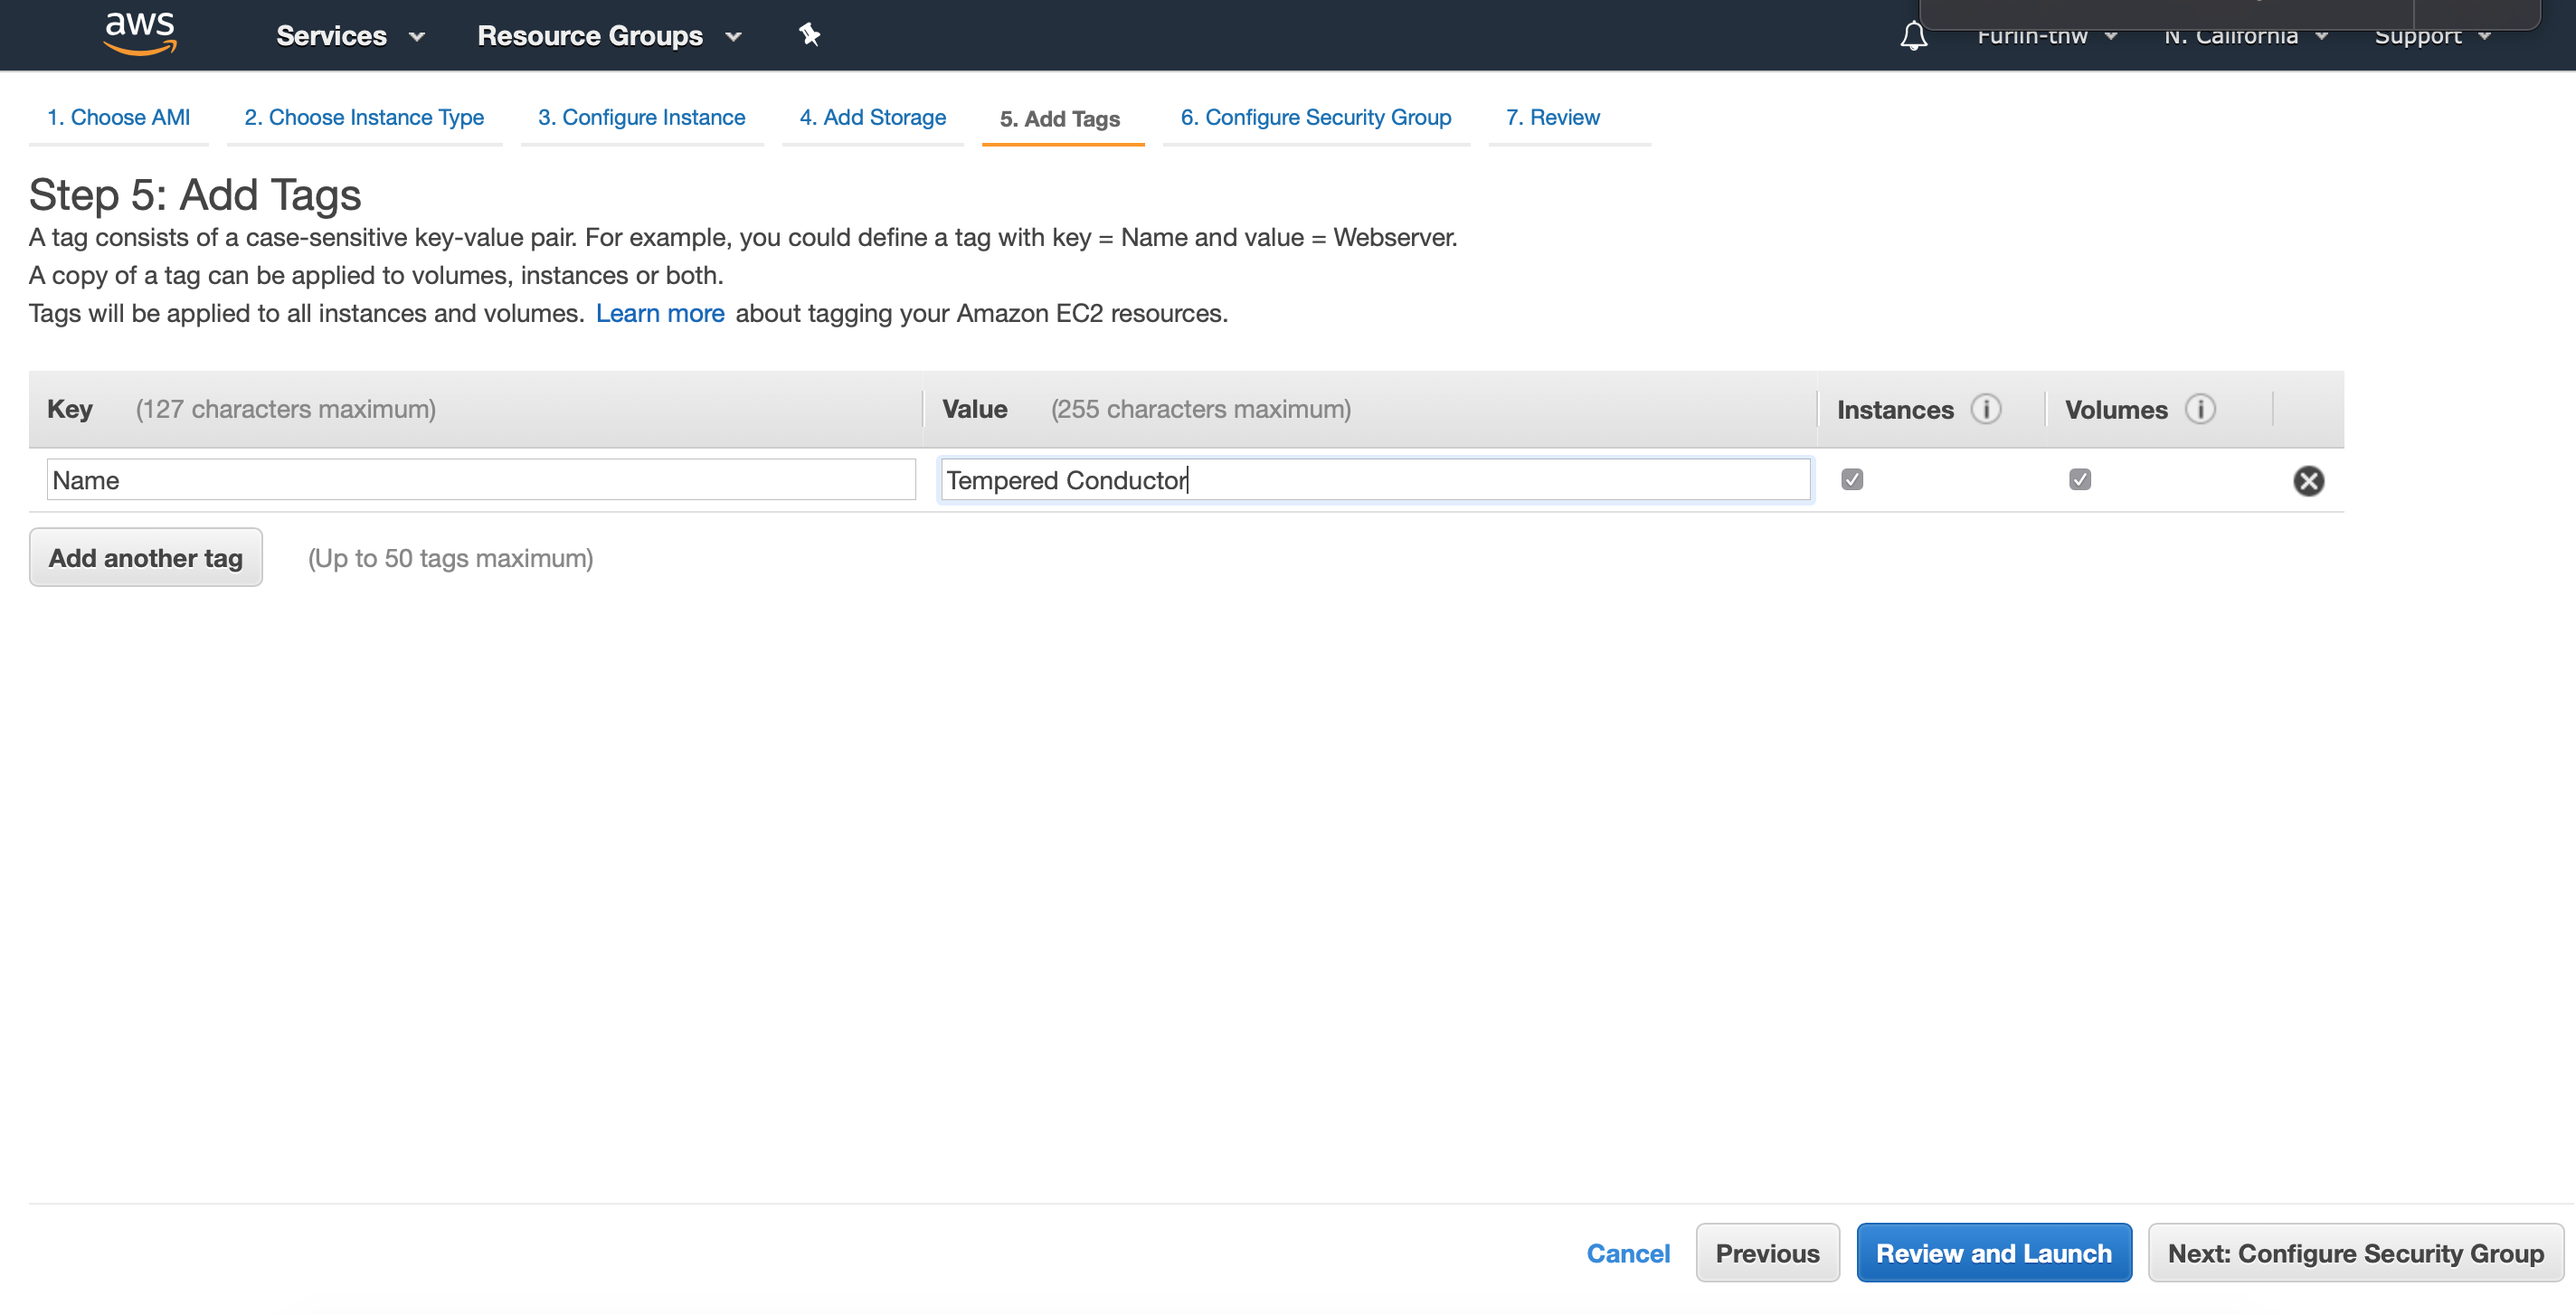 aws Services Resource Groups Furlin-thw N. California Support
1. Choose AMI 2. Choose Instance Type 3. Configure Instance 4. Add Storage 5. Add Tags 6. Configure Security Group 7. Review
Step 5: Add Tags
A tag consists of a case-sensitive key-value pair. For example, you could define a tag with key = Name and value = Webserver.
A copy of a tag can be applied to volumes, instances or both.
Tags will be applied to all instances and volumes. Learn more about tagging your Amazon EC2 resources.
Key (127 characters maximum) Value (255 characters maximum) Instances Volumes
Name Tempered Conductor
Add another tag (Up to 50 tags maximum)
Cancel Previous Review and Launch Next: Configure Security Group